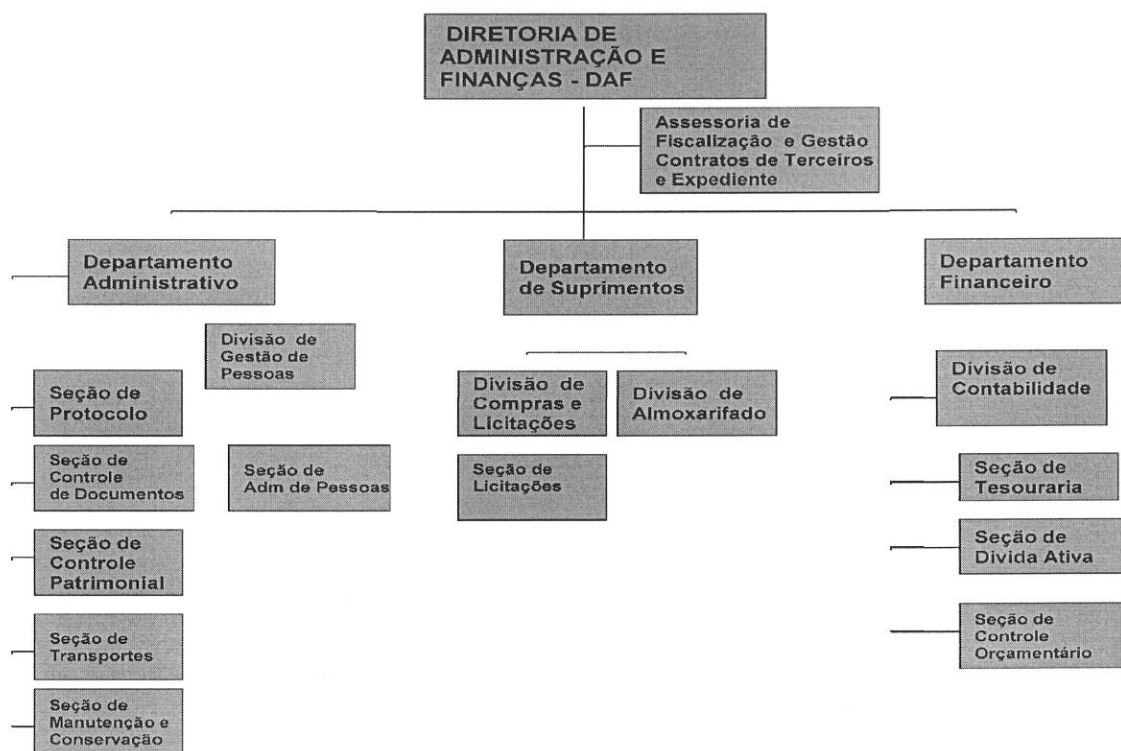 DIRETORIA DE
ADMINISTRAÇÃO E
FINANÇAS - DAF
Assessoria de
Fiscalização e Gestão
Contratos de Terceiros
e Expediente
Departamento
Administrativo
Departamento
de Suprimentos
Departamento
Financeiro
Divisão de
Gestão de
Pessoas
Seção de
Protocolo
Divisão de
Compras e
Licitações
Divisão de
Almoxarifado
Divisão de
Contabilidade
Seção de
Controle
de Documentos
Seção de
Adm de Pessoas
Seção de
Licitações
Seção de
Tesouraria
Seção de
Controle
Patrimonial
Seção de
Divida Ativa
Seção de
Transportes
Seção de
Controle
Orçamentário
Seção de
Manutenção e
Conservação